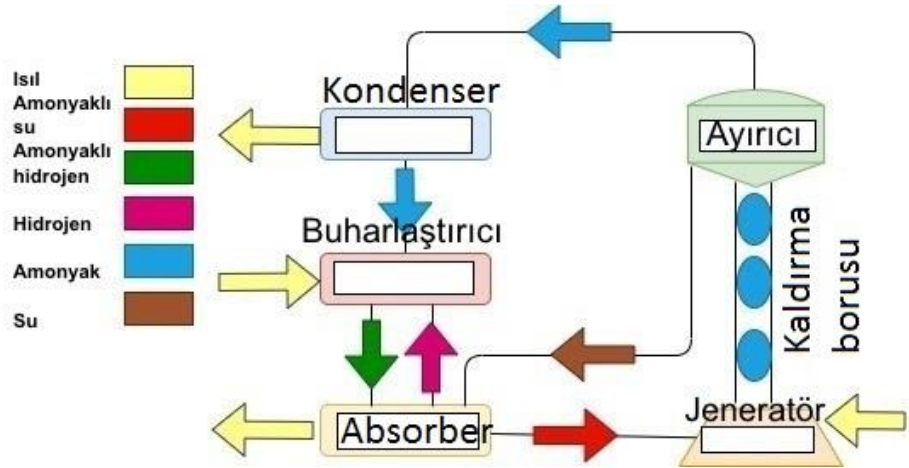 Isıl
Amonyaklı
su
Amonyaklı
hidrojen
Hidrojen
Amonyak
Su
Kondenser
Buharlaştırıcı
Absorber
Ayırıcı
Kaldırma
borusu
Jeneratör